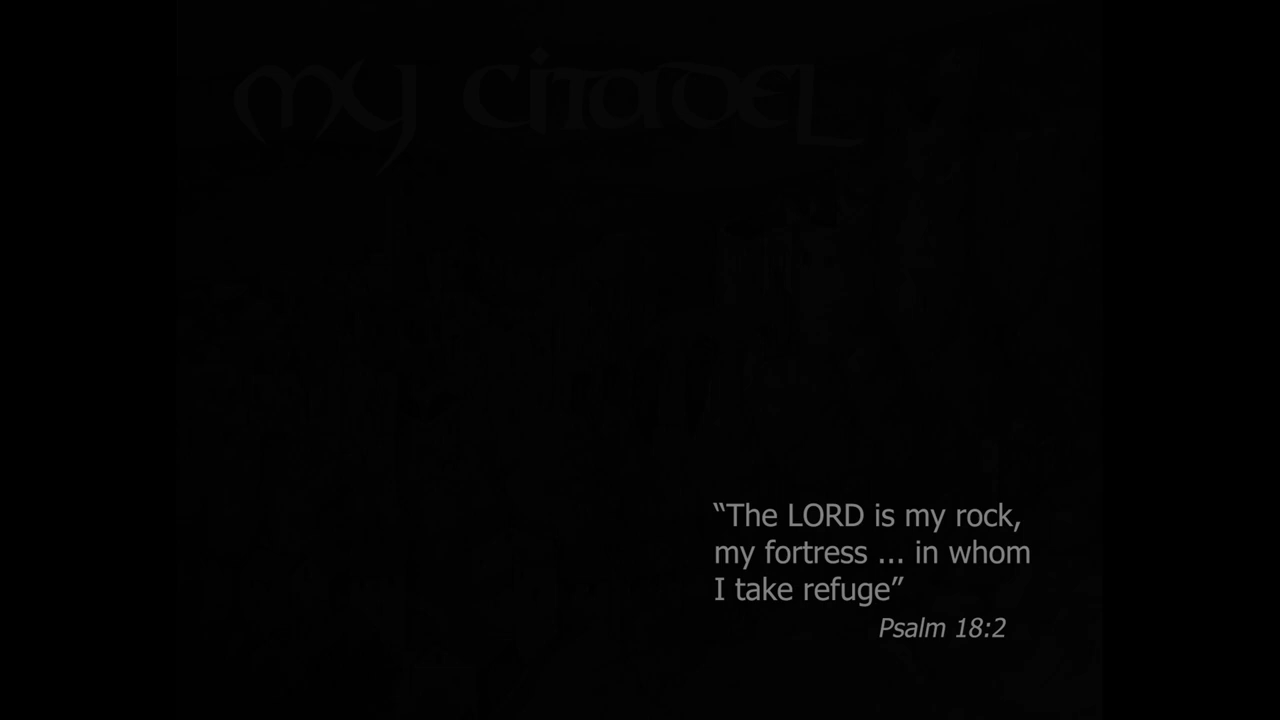 my citadel
“The LORD is my rock,
my fortress ... in whom
I take refuge”
Psalm 18:2